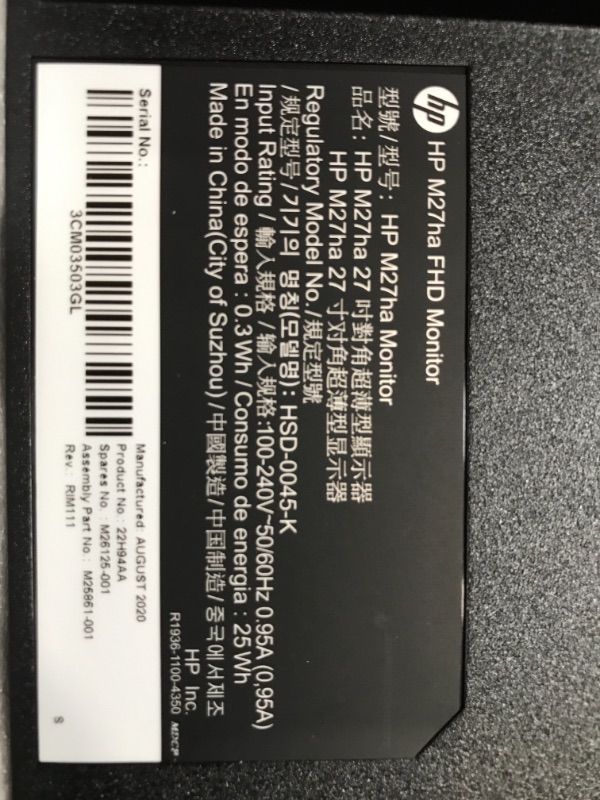 hp HP M27ha FHD Monitor
型號/型号: HP M27ha Monitor
品名: HP M27ha 27 吋對角超薄型顯示器
HP M27ha 27 寸对角超薄型显示器
Regulatory Model No./規定型號
/规定型号/기기의 명칭(모델명): HSD-0045-K
Input Rating / 輸入規格 / 输入规格:100-240V~50/60Hz 0.95A (0.95A)
En modo de espera : 0.3 Wh / Consumo de energia : 25 Wh
Made in China(City of Suzhou) / 中國製造 / 中国制造 / 중국에서제조
HP Inc.
R1936-1100-4350 MDCP
Serial No.:
3CM03503GL
Manufactured: AUGUST 2020
Product No.: 22H94AA
Spares No.: M26125-001
Assembly Part No.: M25861-001
Rev.: RIM111
S